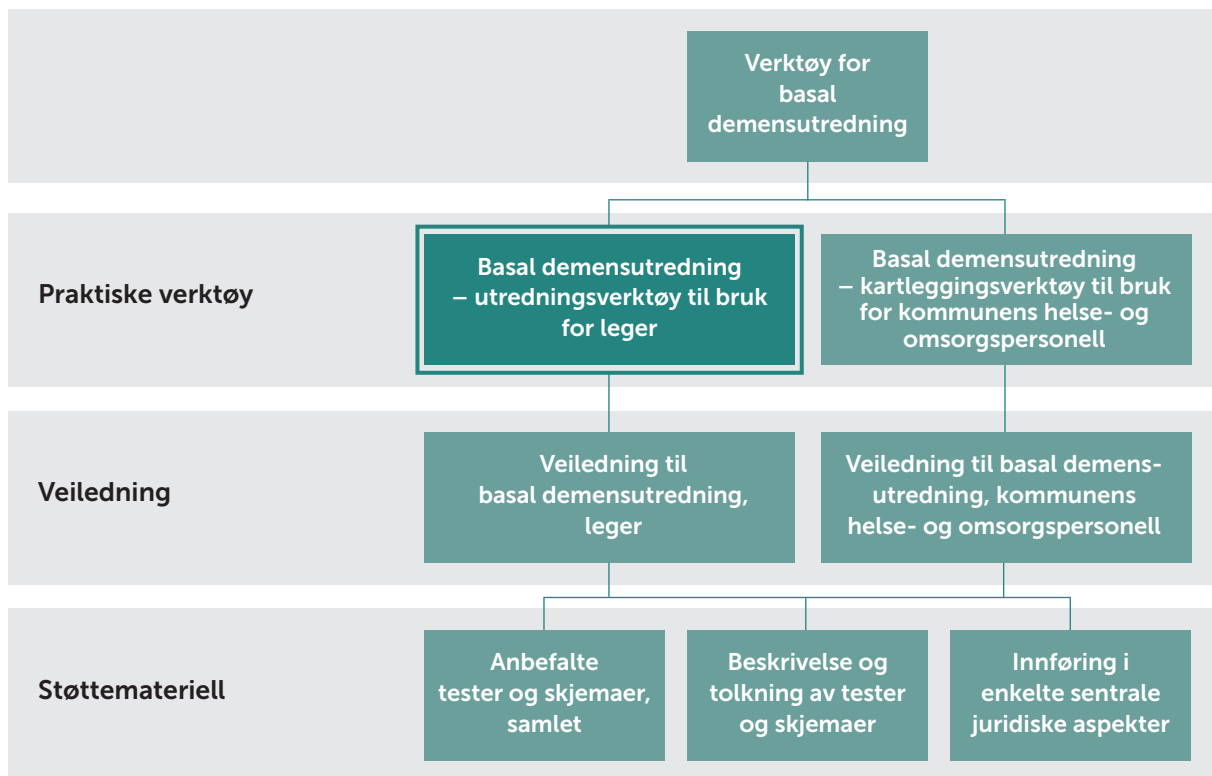 Verktøy for
basal
demensutredning
Praktiske verktøy
Basal demensutredning
– utredningsverktøy til bruk
for leger
Basal demensutredning
– kartleggingsverktøy til bruk
for kommunens helse- og
omsorgspersonell
Veiledning
Veiledning til
basal demensutredning,
leger
Veiledning til basal demens-
utredning, kommunens
helse- og omsorgspersonell
Støttemateriell
Anbefalte
tester og skjemaer,
samlet
Beskrivelse og
tolkning av tester
og skjemaer
Innføring i
enkelte sentrale
juridiske aspekter